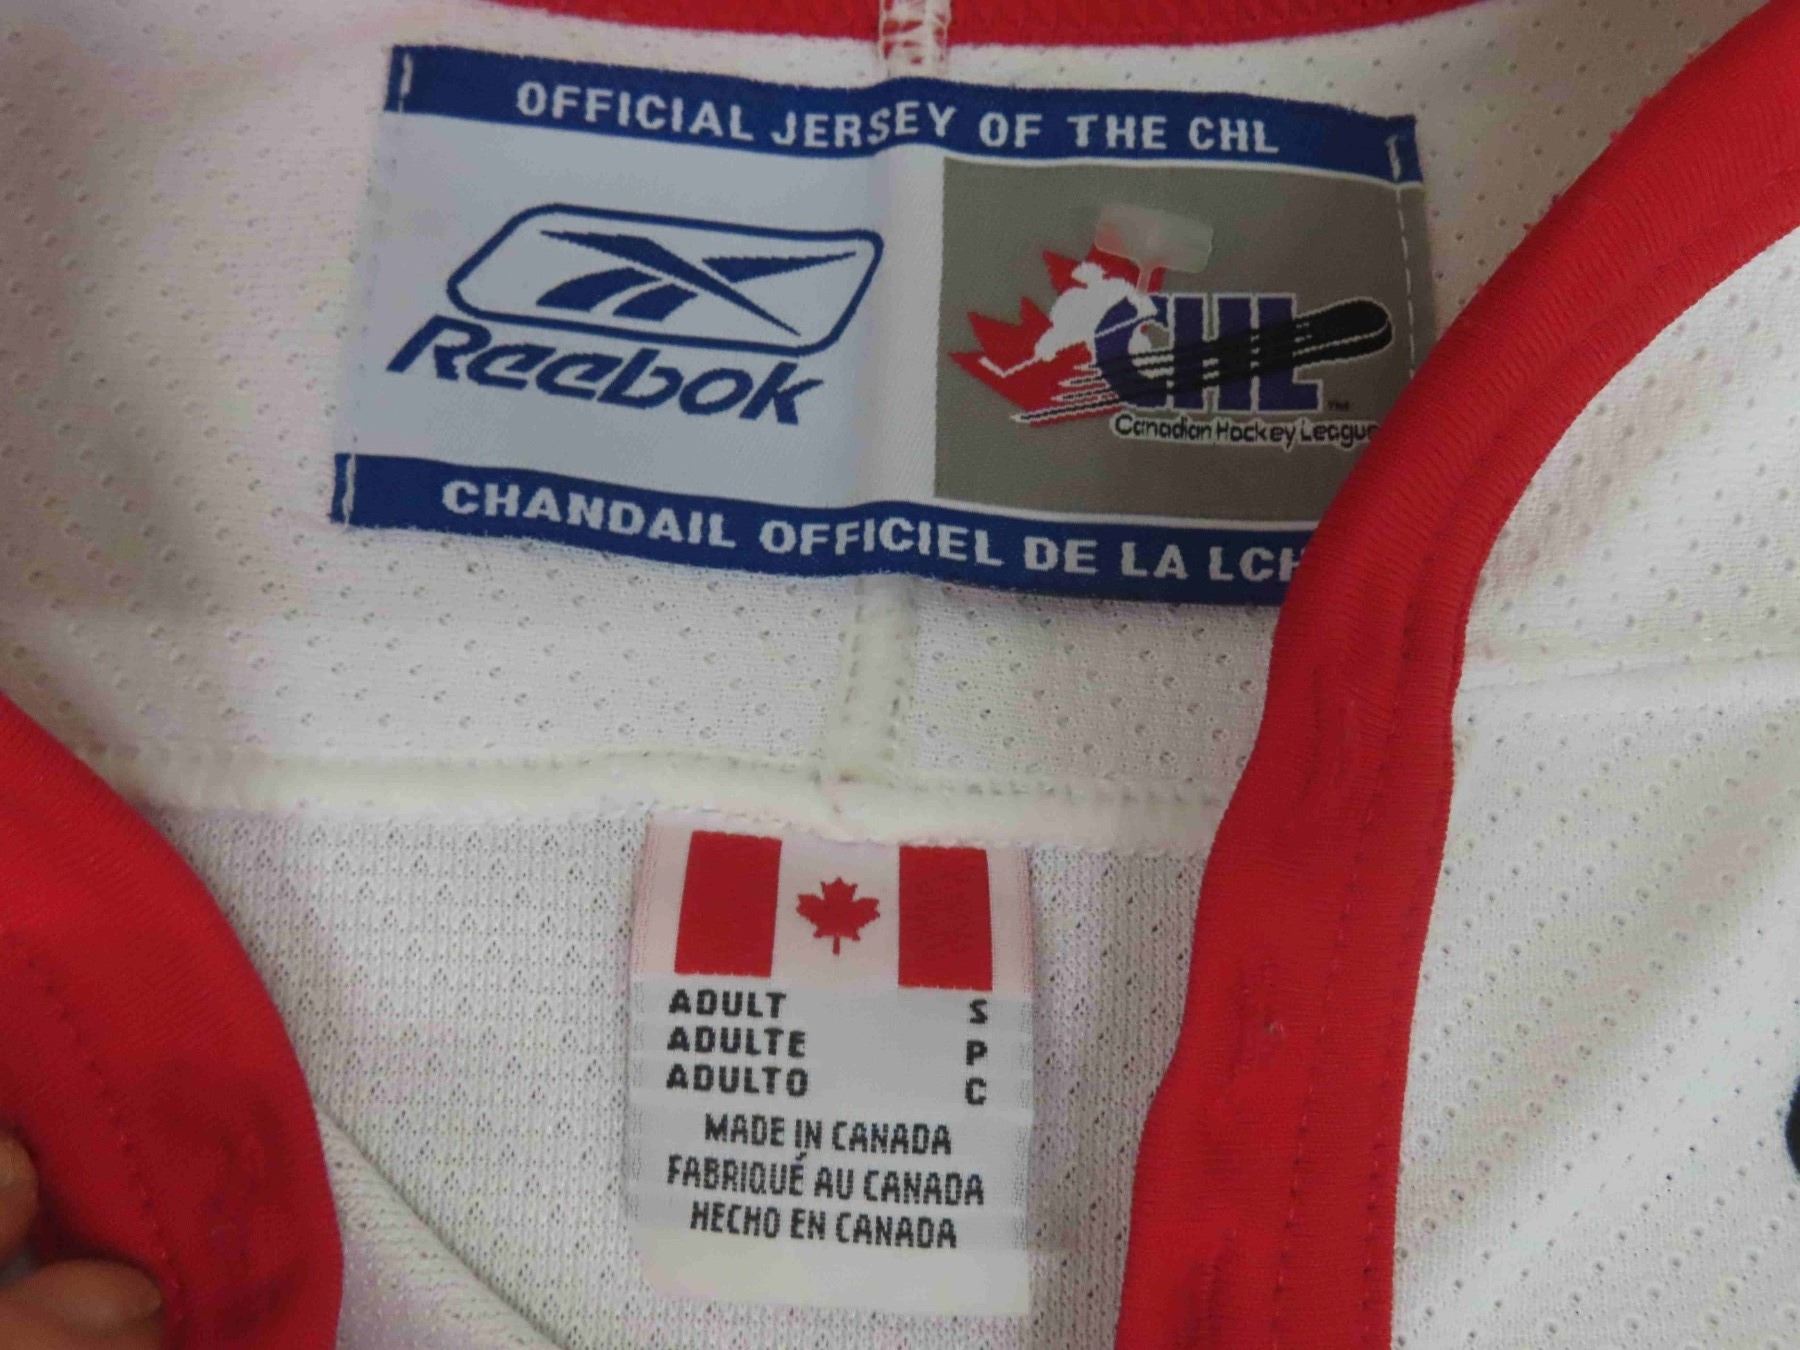 OFFICIAL JERSEY OF THE CHL
Reebok
CHL
TM
Canadian Hockey League
CHANDAIL OFFICIEL DE LA LCH
ADULT S
ADULTE P
ADULTO C
MADE IN CANADA
FABRIQUÉ AU CANADA
HECHO EN CANADA